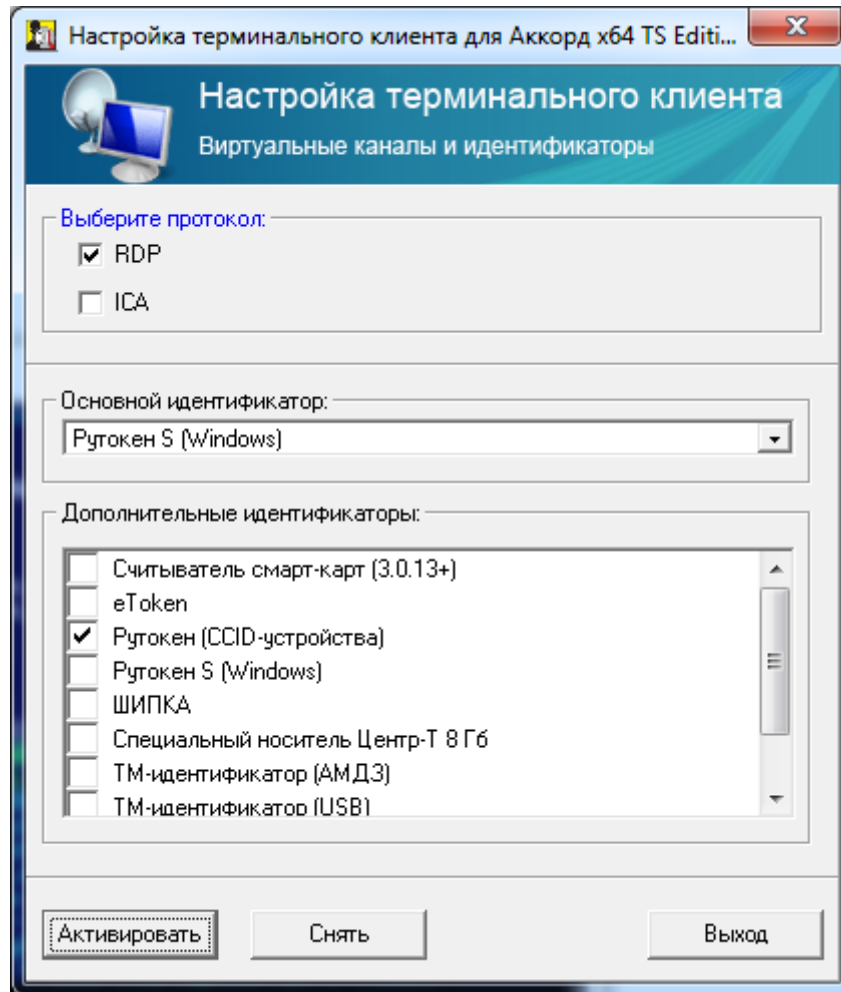 Настройка терминального клиента для Аккорд x64 TS Editi...
Настройка терминального клиента
Виртуальные каналы и идентификаторы
Выберите протокол:
RDP
ICA
Основной идентификатор:
Рутокен S (Windows)
Дополнительные идентификаторы:
Считыватель смарт-карт (3.0.13+)
eToken
Рутокен (CCID-устройства)
Рутокен S (Windows)
ШИПКА
Специальный носитель Центр-Т 8 Гб
ТМ-идентификатор (АМДЗ)
ТМ-идентификатор (USB)
Активировать
Снять
Выход